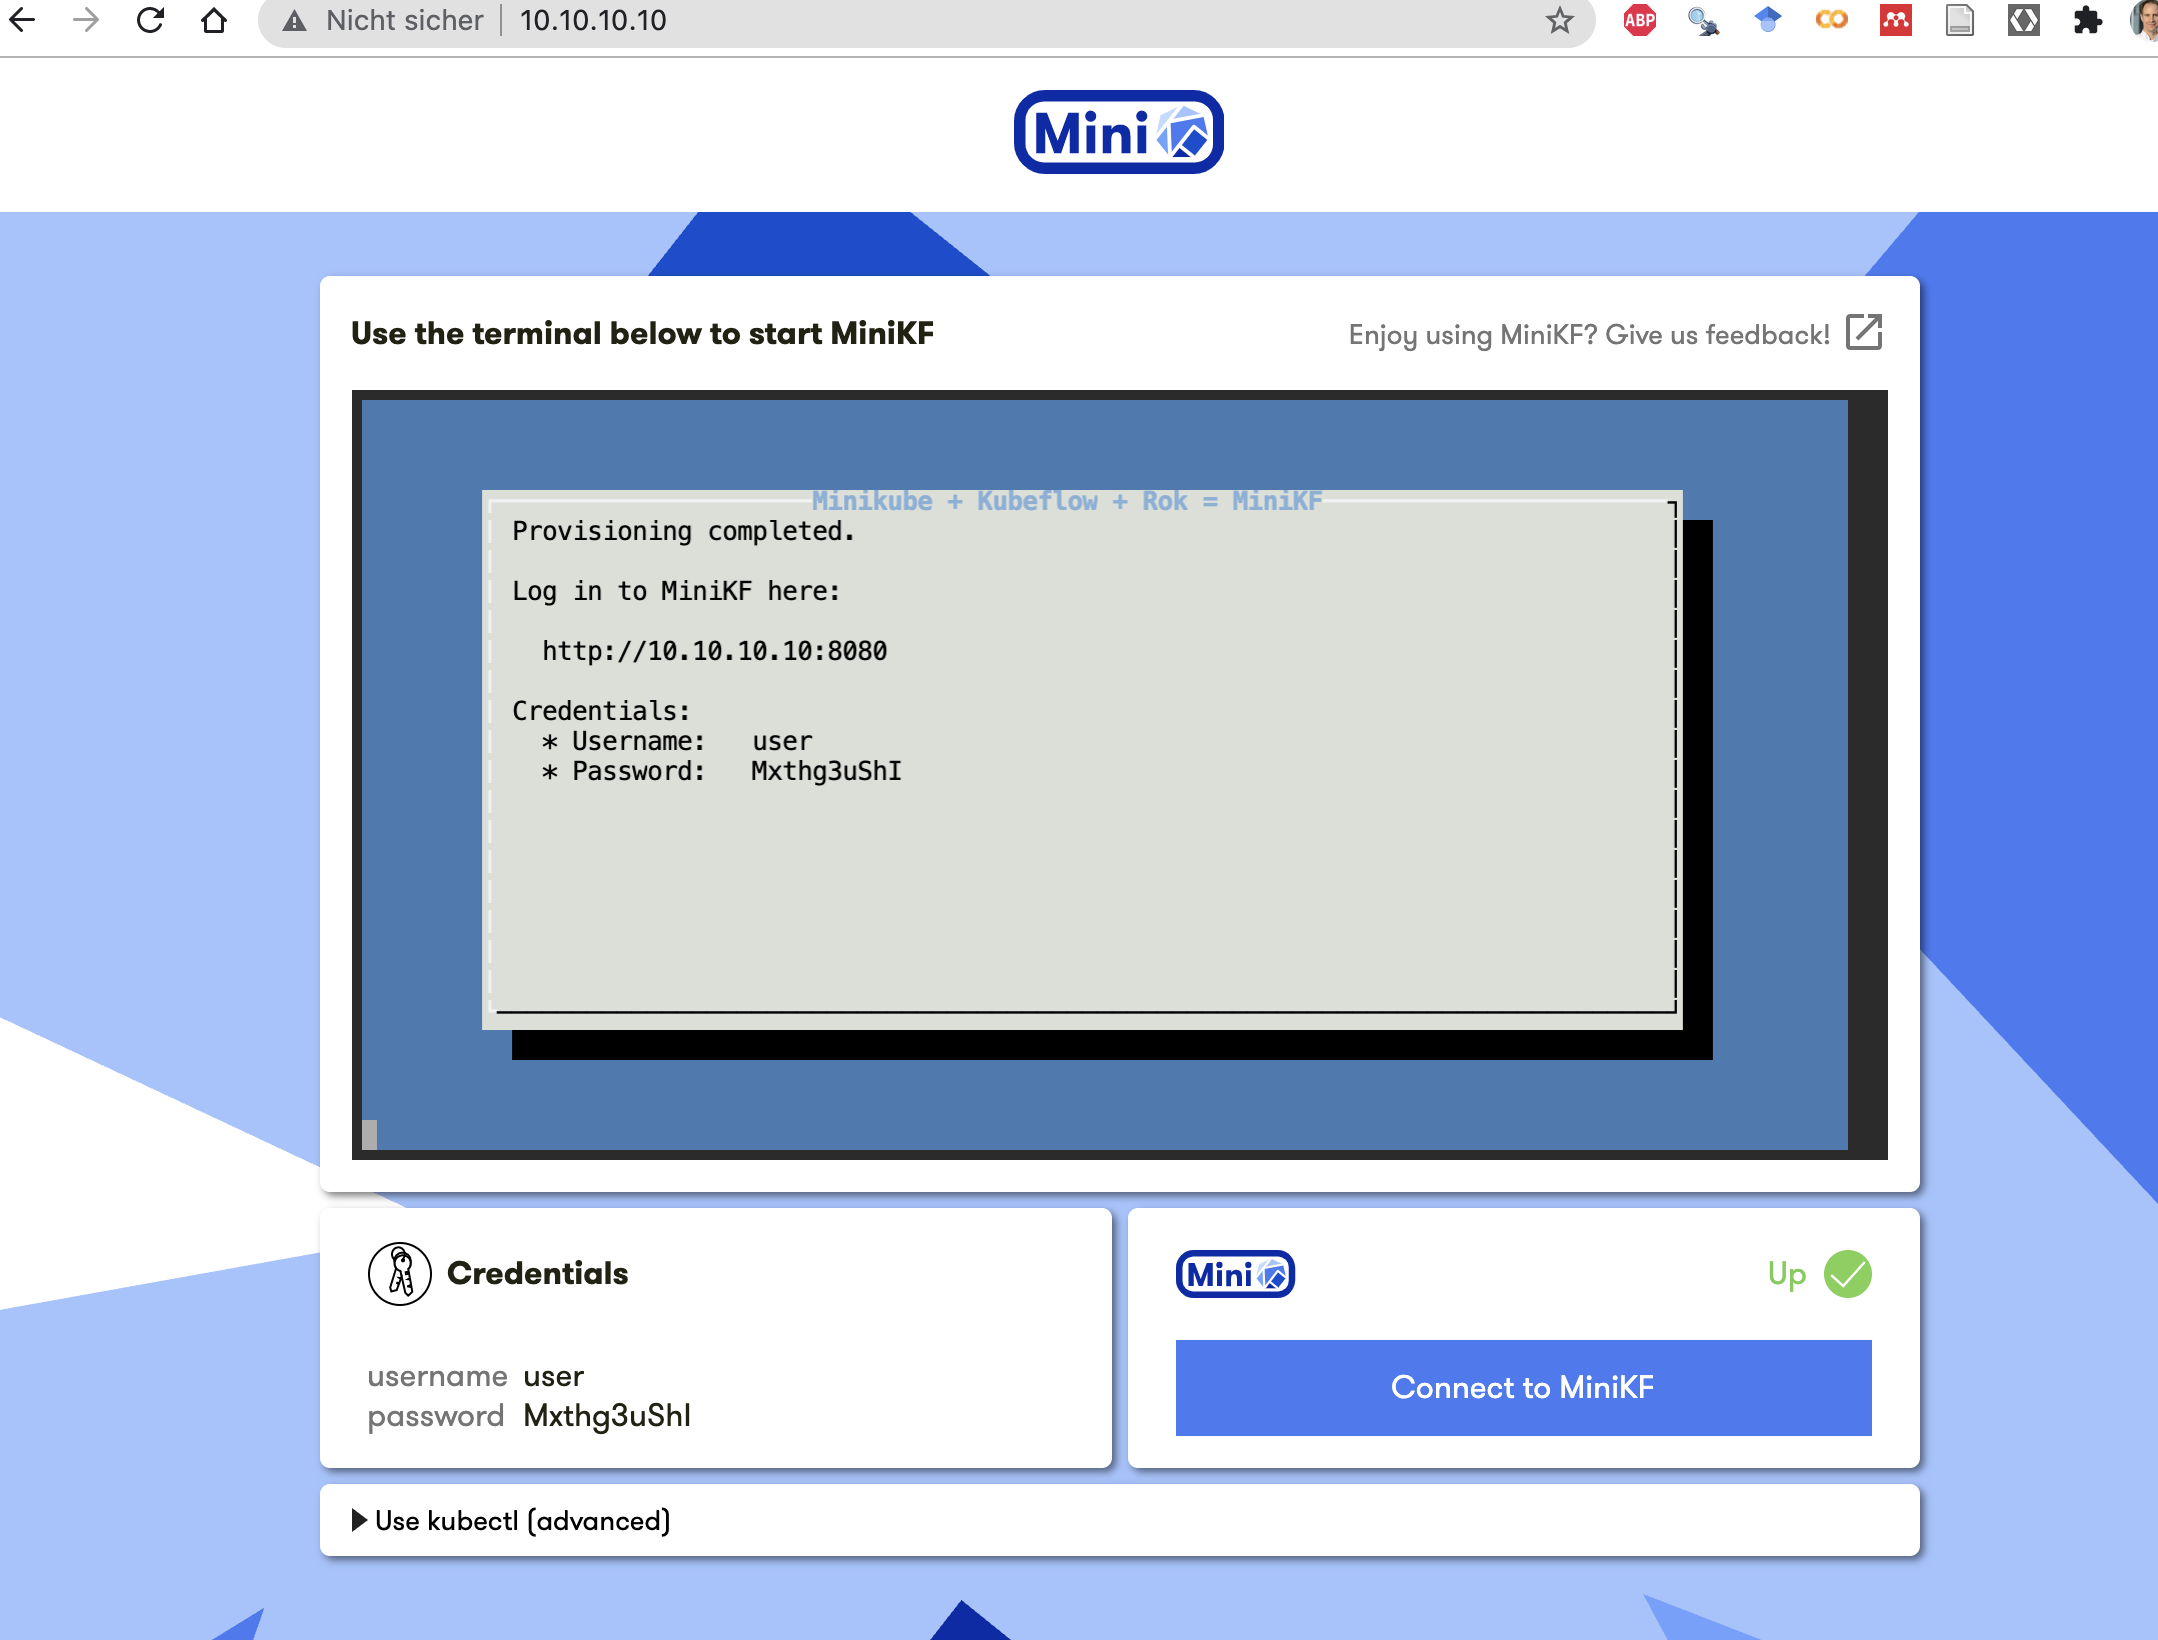 Nicht sicher 10.10.10.10
ABP
Mini
Use the terminal below to start MiniKF
Enjoy using MiniKF? Give us feedback!
Minikube + Kubeflow + Rok = MiniKF
Provisioning completed.
Log in to MiniKF here:
http://10.10.10.10:8080
Credentials:
* Username: user
* Password: Mxthg3uShI
Credentials
username user
password Mxthg3uShI
Mini
Up
Connect to MiniKF
Use kubectl (advanced)